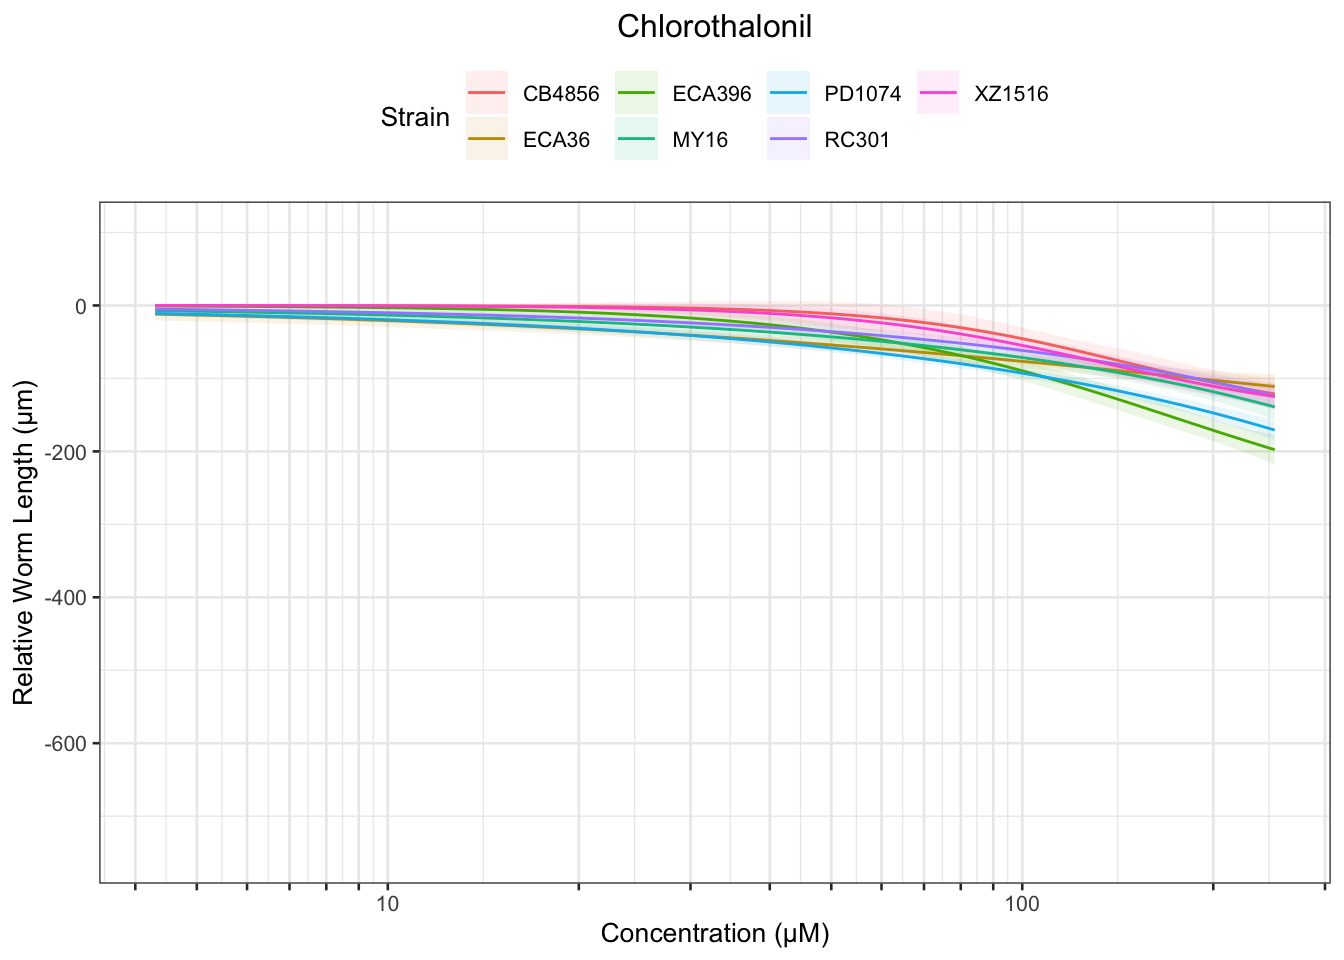 Chlorothalonil
Strain
CB4856 ECA396 PD1074 XZ1516
ECA36 MY16 RC301
Relative Worm Length (µm)
0
-200
-400
-600
10 100
Concentration (µM)